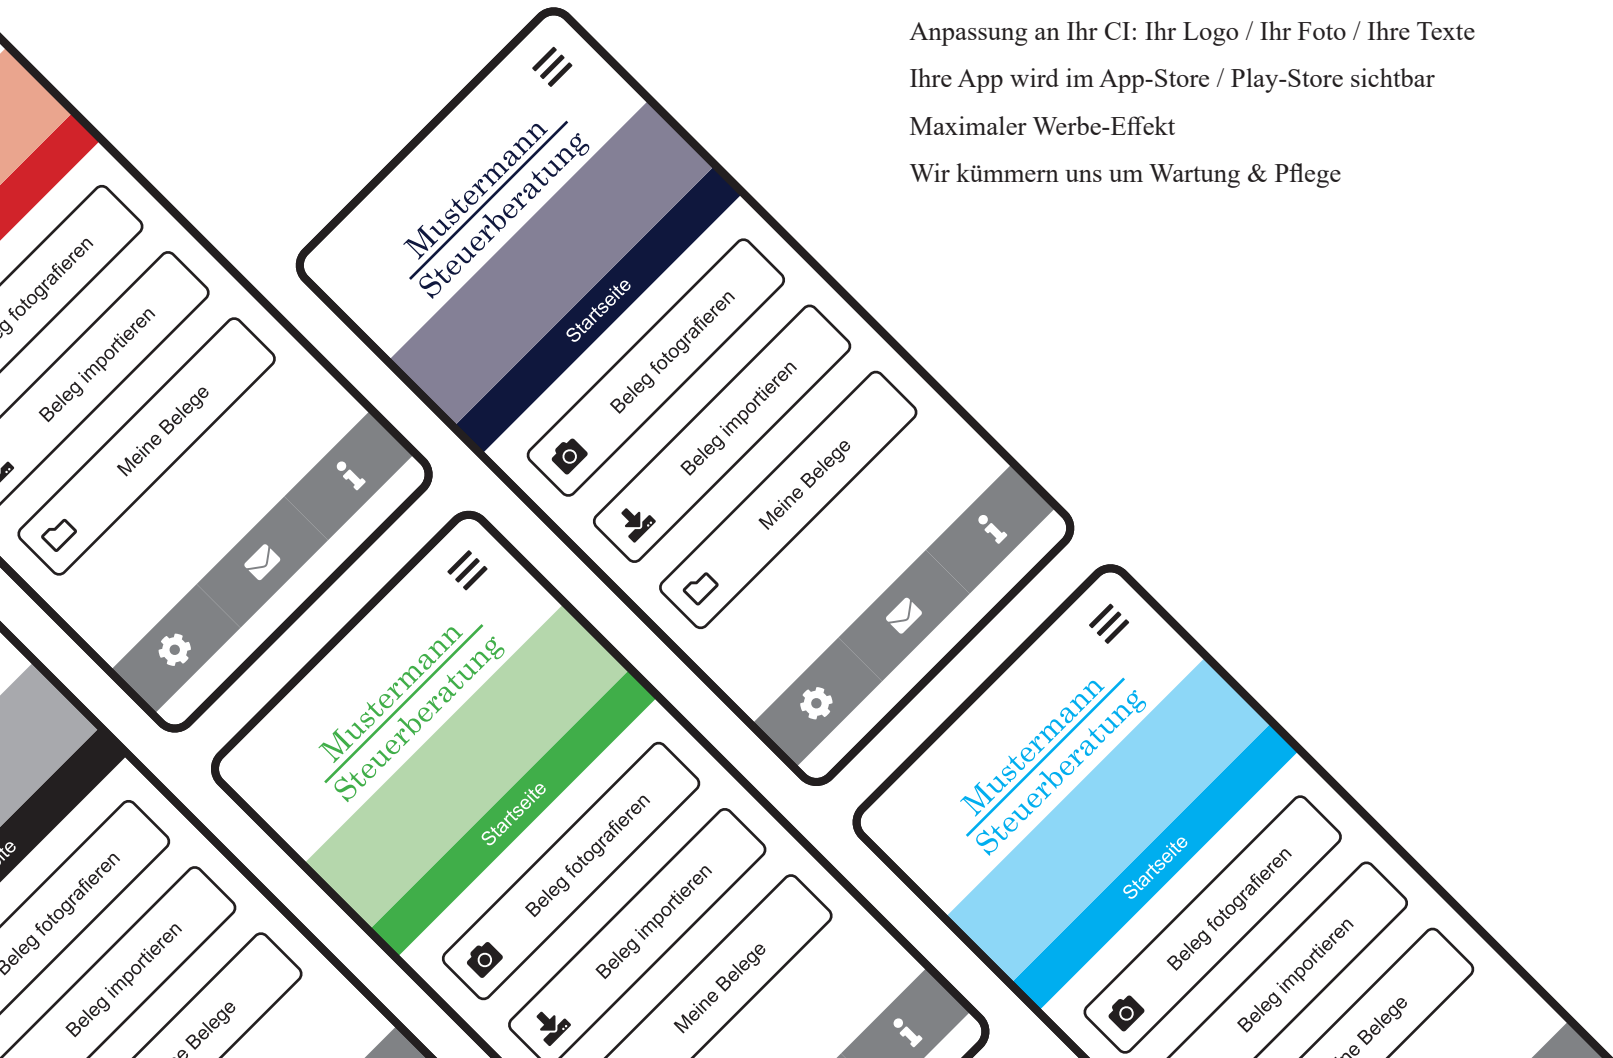 Anpassung an Ihr CI: Ihr Logo / Ihr Foto / Ihre Texte
Ihre App wird im App-Store / Play-Store sichtbar
Maximaler Werbe-Effekt
Wir kümmern uns um Wartung & Pflege
fotografieren
Beleg importieren
Meine Belege
Mustermann
Steuerberatung
Startseite
Beleg fotografieren
Beleg importieren
Meine Belege
Beleg fotografieren
Beleg importieren
Belege
Mustermann
Steuerberatung
Startseite
Beleg fotografieren
Beleg importieren
Meine Belege
Mustermann
Steuerberatung
Startseite
Beleg fotografieren
Beleg importieren
Belege